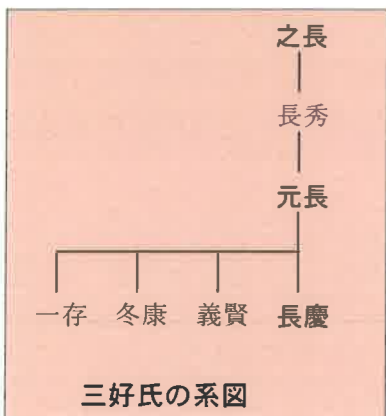 之長
長秀
元長
一存 冬康 義賢 長慶
三好氏の系図